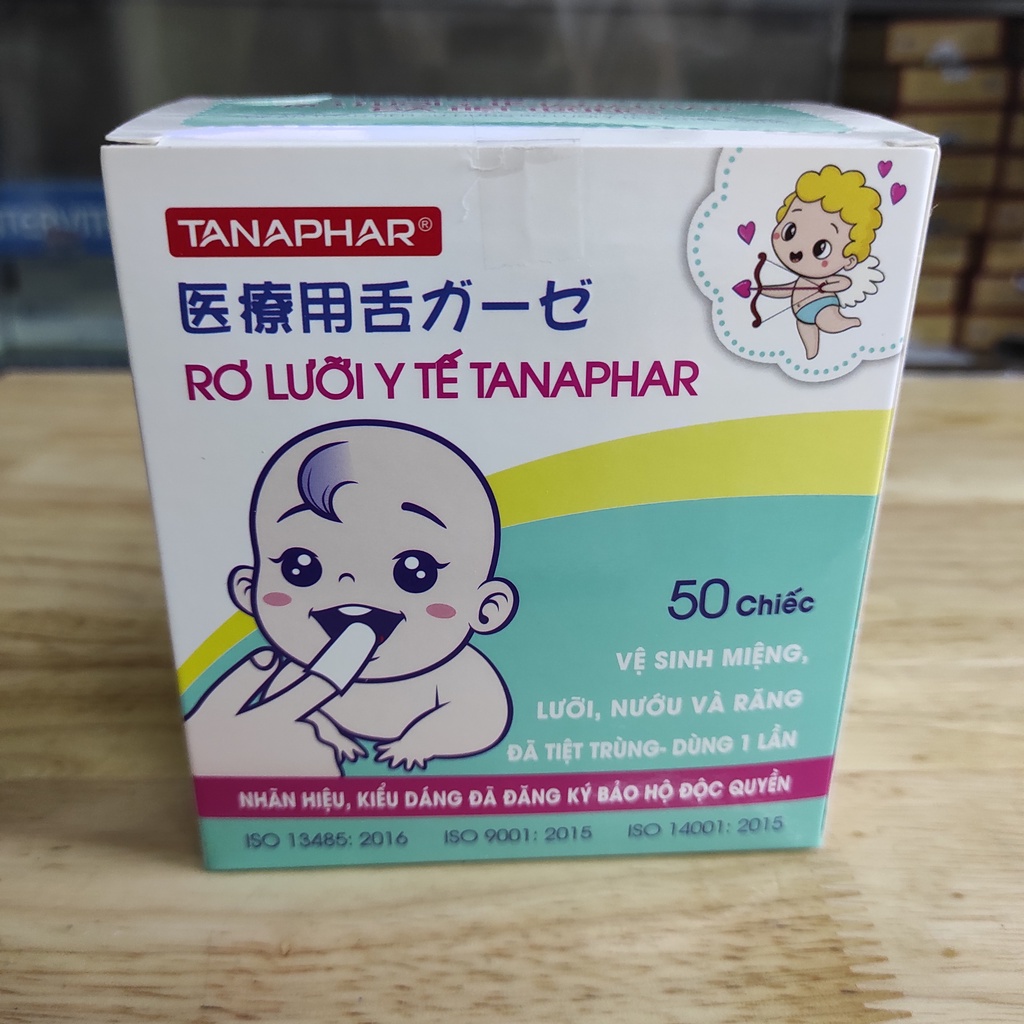 TANAPHAR®
医療用舌ガーゼ
RƠ LƯỠI Y TẾ TANAPHAR
50 Chiếc
VỆ SINH MIỆNG,
LƯỠI, NƯỚU VÀ RĂNG
ĐÃ TIỆT TRÙNG- DÙNG 1 LẦN
NHÃN HIỆU, KIỂU DÁNG ĐÃ ĐĂNG KÝ BẢO HỘ ĐỘC QUYỀN
ISO 13485: 2016 ISO 9001: 2015 ISO 14001: 2015